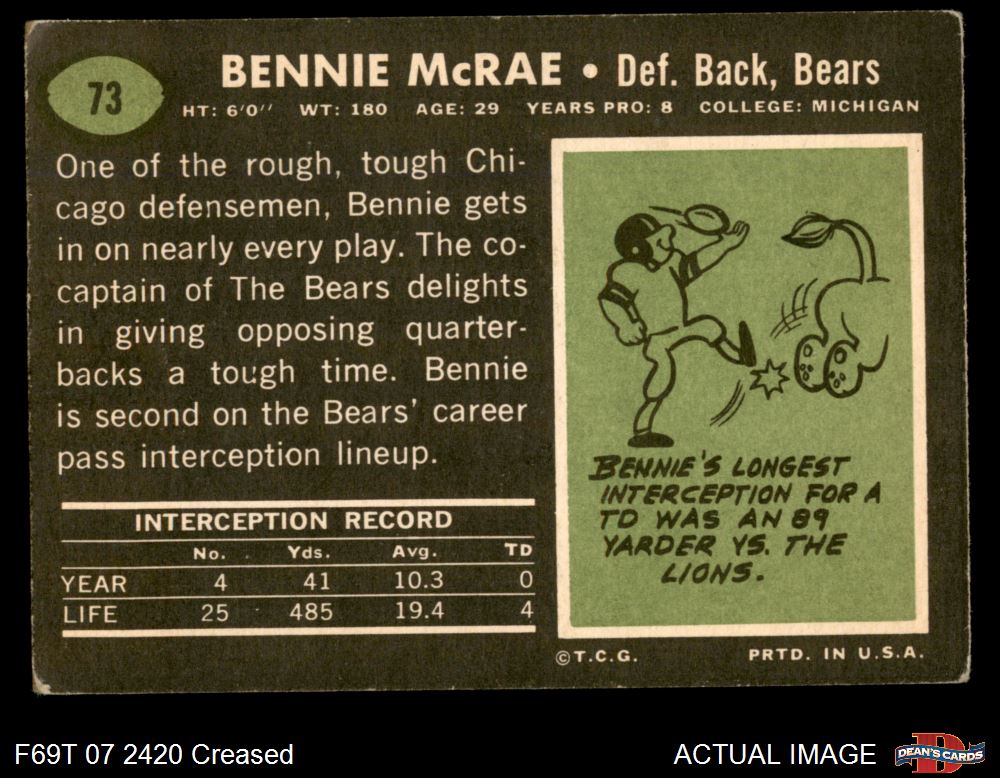 73
BENNIE McRAE • Def. Back, Bears
HT: 6'0" WT: 180 AGE: 29 YEARS PRO: 8 COLLEGE: MICHIGAN
One of the rough, tough Chi-
cago defensemen, Bennie gets
in on nearly every play. The co-
captain of The Bears delights
in giving opposing quarter-
backs a tough time. Bennie
is second on the Bears' career
pass interception lineup.
INTERCEPTION RECORD
No. Yds. Avg. TD
YEAR 4 41 10.3 0
LIFE 25 485 19.4 4
BENNIE'S LONGEST
INTERCEPTION FOR A
TD WAS AN 89
YARDER VS. THE
LIONS.
©T.C.G. PRTD. IN U.S.A.
F69T 07 2420 Creased
ACTUAL IMAGE
DEAN'S CARDS